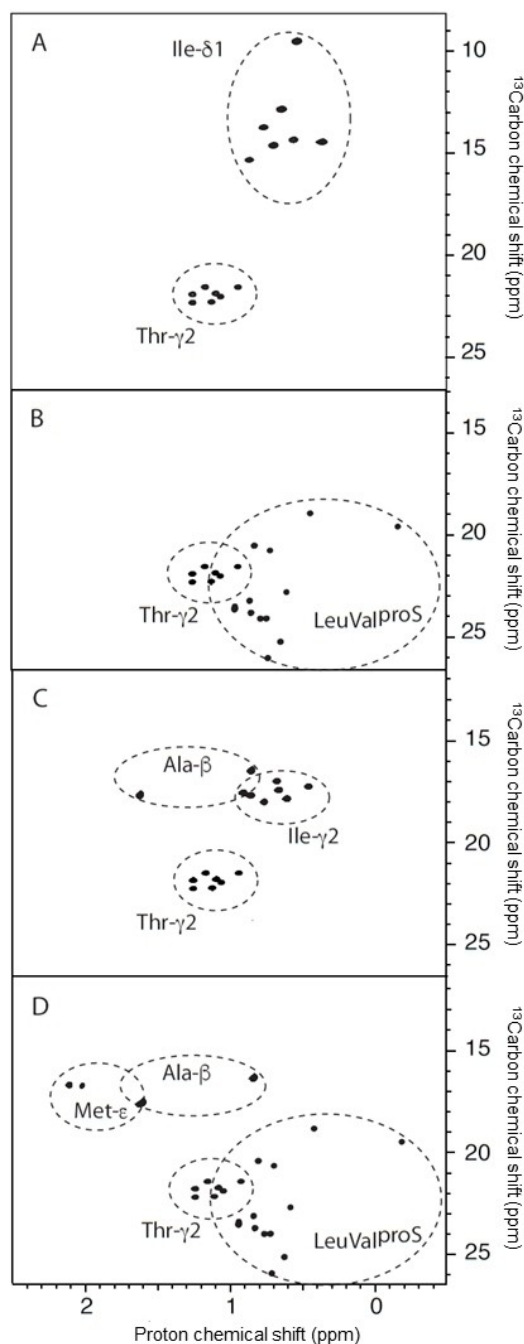 A
Ile-δ1
10
15
20
25
Thr-γ2
13Carbon chemical shift (ppm)
B
15
20
25
Thr-γ2
LeuValproS
13Carbon chemical shift (ppm)
C
Ala-β
15
Ile-γ2
20
Thr-γ2
25
13Carbon chemical shift (ppm)
D
Ala-β
15
Met-ε
20
Thr-γ2
LeuValproS
25
13Carbon chemical shift (ppm)
2 1 0
Proton chemical shift (ppm)